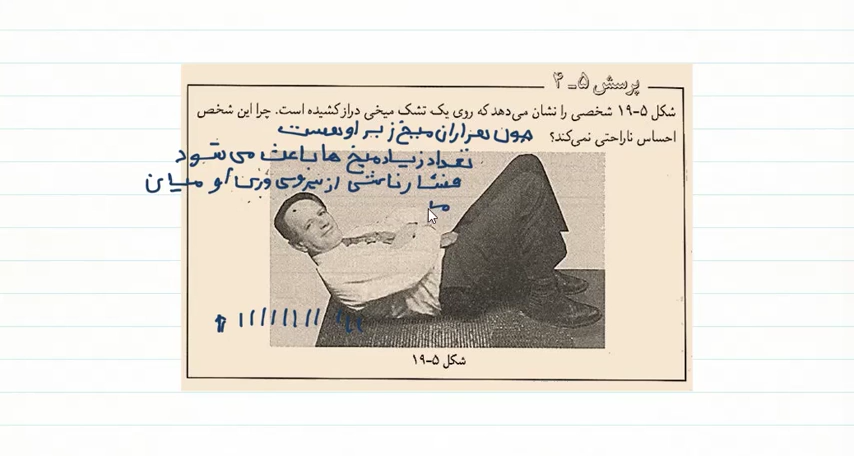 پرسش ۵-۴
شکل ۵-۱۹ شخصی را نشان می‌دهد که روی یک تشک میخی دراز کشیده است. چرا این شخص
احساس ناراحتی نمی‌کند؟
چون هزاران میخ زیر او هست
تعداد زیاد میخ ها باعث می شود
فشار ناشی از نیروی وزن او میان
شکل ۵-۱۹